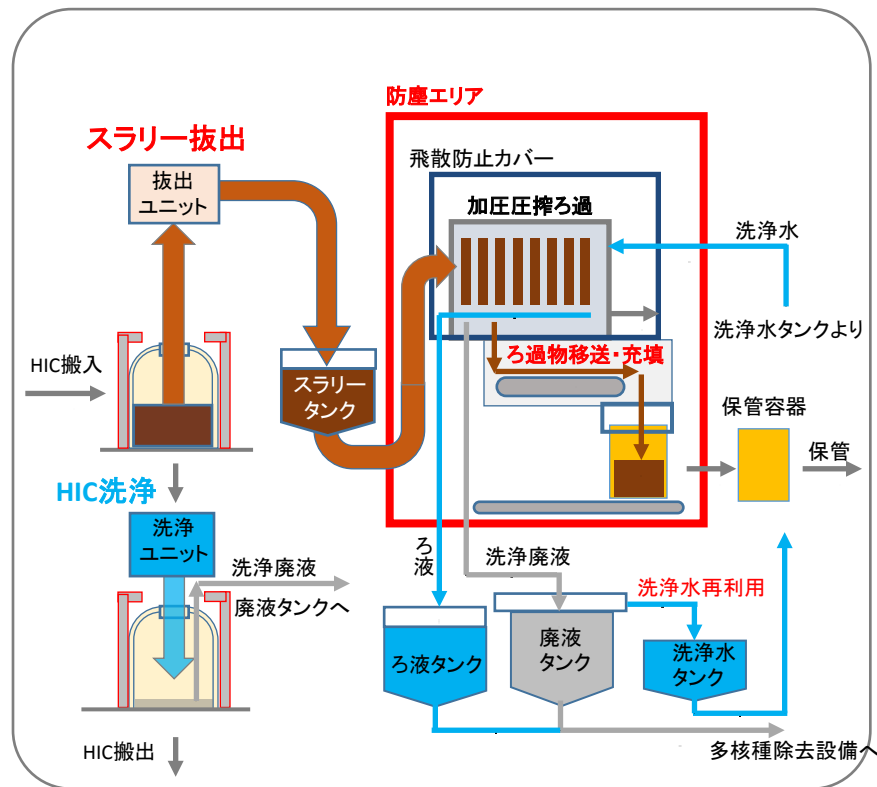 防塵エリア
スラリー抜出
飛散防止カバー
抜出
ユニット
加圧圧搾ろ過
洗浄水
洗浄水タンクより
HIC搬入
ろ過物移送・充填
スラリー
タンク
保管容器
保管
HIC洗浄
洗浄
ユニット
洗浄廃液
廃液タンクへ
ろ
液
洗浄廃液
洗浄水再利用
ろ液タンク
廃液
タンク
洗浄水
タンク
HIC搬出
多核種除去設備へ